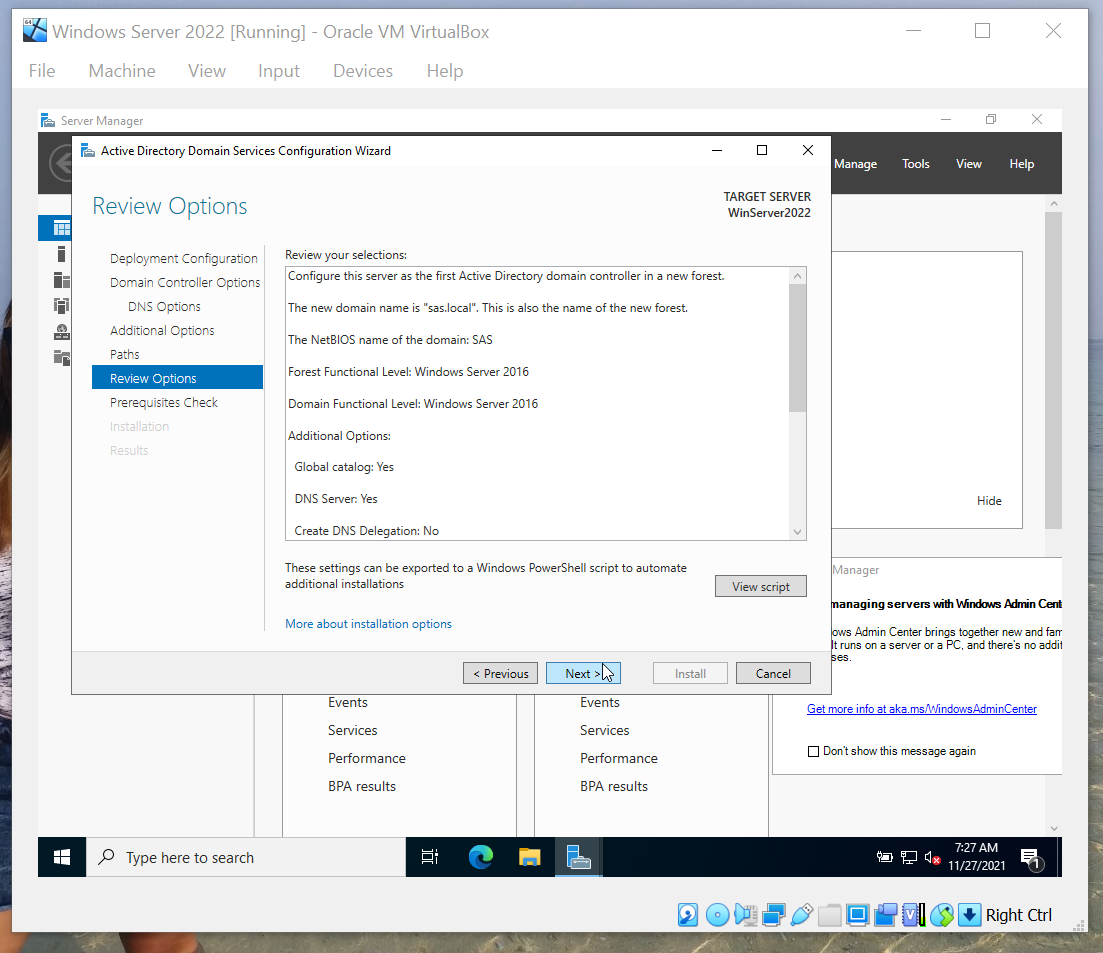 Windows Server 2022 [Running] - Oracle VM VirtualBox
File Machine View Input Devices Help
Server Manager
Active Directory Domain Services Configuration Wizard
Manage Tools View Help
Review Options
TARGET SERVER
WinServer2022
Deployment Configuration
Domain Controller Options
DNS Options
Additional Options
Paths
Review Options
Prerequisites Check
Installation
Results
Review your selections:
Configure this server as the first Active Directory domain controller in a new forest.
The new domain name is "sas.local". This is also the name of the new forest.
The NetBIOS name of the domain: SAS
Forest Functional Level: Windows Server 2016
Domain Functional Level: Windows Server 2016
Additional Options:
Global catalog: Yes
DNS Server: Yes
Create DNS Delegation: No
These settings can be exported to a Windows PowerShell script to automate
additional installations
View script
More about installation options
< Previous Next > Install Cancel
Hide
Manager
managing servers with Windows Admin Cent
ows Admin Center brings together new and fam
It runs on a server or a PC, and there's no addit
ses.
Get more info at aka.ms/WindowsAdminCenter
Don't show this message again
Events
Services
Performance
BPA results
Events
Services
Performance
BPA results
Type here to search
7:27 AM
11/27/2021
1
Right Ctrl